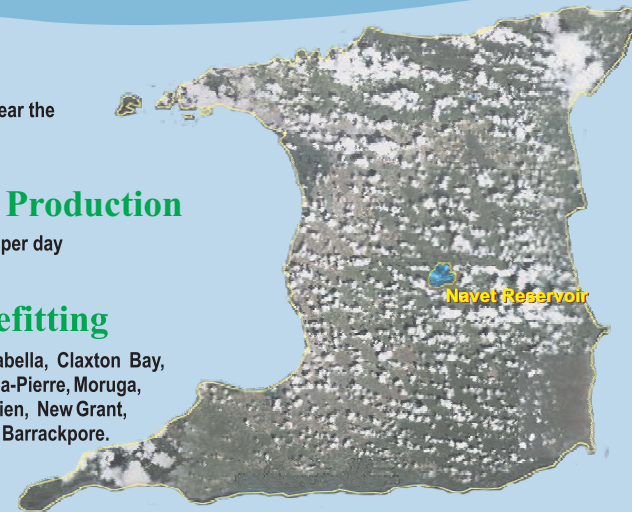 ear the
Production
per day
Navet Reservoir
efitting
abella, Claxton Bay,
a-Pierre, Moruga,
ien, New Grant,
Barrackpore.